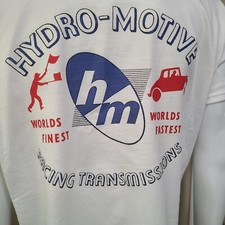 HYDRO-MOTIVE
hm
WORLDS
FINEST
WORLDS
FASTEST
RACING TRANSMISSIONS